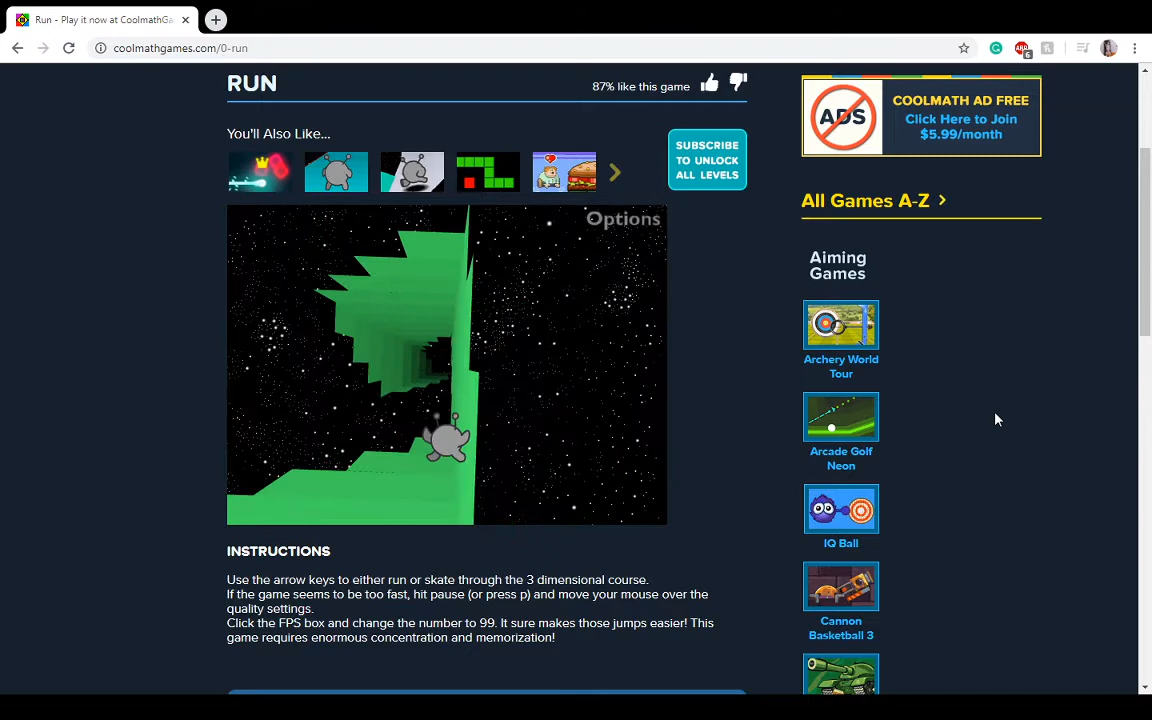 Run - Play it now at CoolmathGa
coolmathgames.com/0-run
ABP
6
RUN
87% like this game
You'll Also Like...
SUBSCRIBE
TO UNLOCK
ALL LEVELS
Options
INSTRUCTIONS
Use the arrow keys to either run or skate through the 3 dimensional course.
If the game seems to be too fast, hit pause (or press p) and move your mouse over the
quality settings.
Click the FPS box and change the number to 99. It sure makes those jumps easier! This
game requires enormous concentration and memorization!
ADS
COOLMATH AD FREE
Click Here to Join
$5.99/month
All Games A-Z
Aiming
Games
Archery World
Tour
Arcade Golf
Neon
IQ Ball
Cannon
Basketball 3